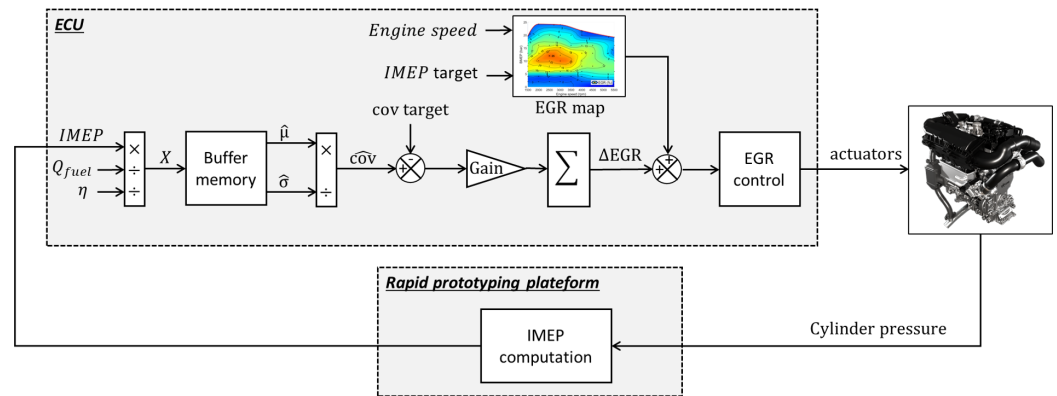 ECU
Engine speed
IMEP target
EGR map
cov target
IMEP
Q_fuel
η
×
÷
÷
X
Buffer
memory
μ̂
σ̂
×
÷
cov̂
+
-
Gain
∑
ΔEGR
+
+
EGR
control
actuators
Rapid prototyping plateform
IMEP
computation
Cylinder pressure